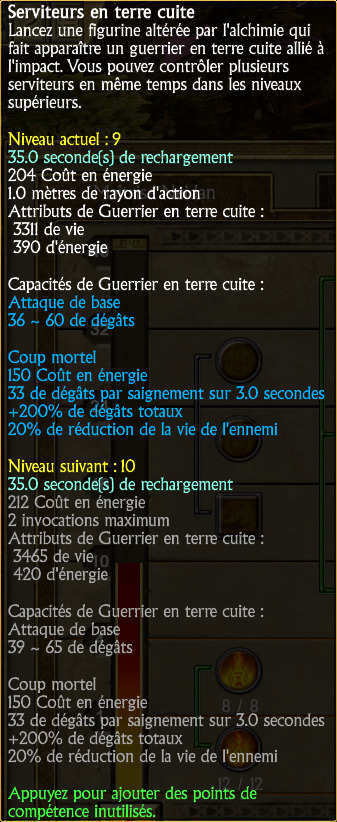 Serviteurs en terre cuite
Lancez une figurine altérée par l'alchimie qui
fait apparaître un guerrier en terre cuite allié à
l'impact. Vous pouvez contrôler plusieurs
serviteurs en même temps dans les niveaux
supérieurs.
Niveau actuel : 9
35.0 seconde(s) de rechargement
204 Coût en énergie
1.0 mètres de rayon d'action
Attributs de Guerrier en terre cuite :
3311 de vie
390 d'énergie
Capacités de Guerrier en terre cuite :
Attaque de base
36 ~ 60 de dégâts
32
Coup mortel
150 Coût en énergie
33 de dégâts par saignement sur 3.0 secondes
+200% de dégâts totaux
20% de réduction de la vie de l'ennemi
Niveau suivant : 10
35.0 seconde(s) de rechargement
212 Coût en énergie
2 invocations maximum
Attributs de Guerrier en terre cuite :
3465 de vie
420 d'énergie
10
Capacités de Guerrier en terre cuite :
Attaque de base
39 ~ 65 de dégâts
Coup mortel
150 Coût en énergie
8 / 8
33 de dégâts par saignement sur 3.0 secondes
+200% de dégâts totaux
20% de réduction de la vie de l'ennemi
12 / 12
Appuyez pour ajouter des points de
compétence inutilisés.